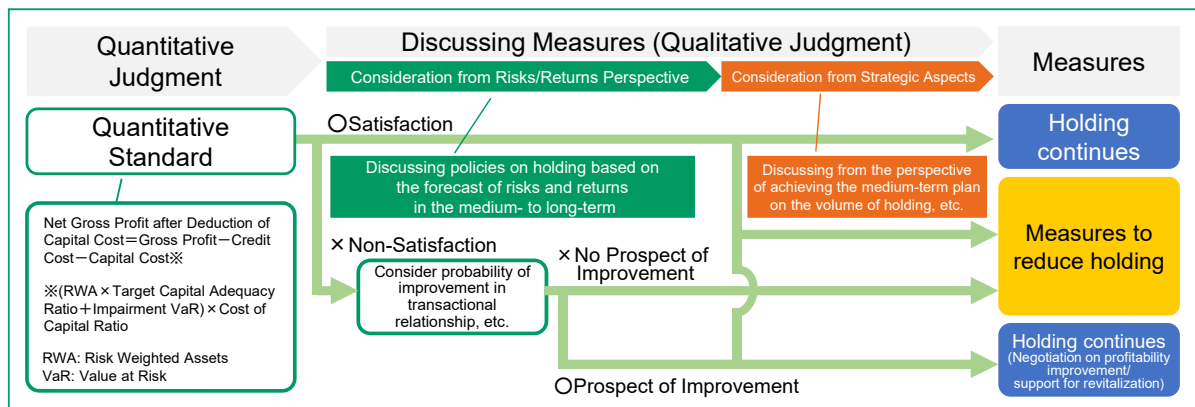 Quantitative
Judgment
Discussing Measures (Qualitative Judgment)
Consideration from Risks/Returns Perspective
Consideration from Strategic Aspects
Measures
Quantitative
Standard
○Satisfaction
Discussing policies on holding based on
the forecast of risks and returns
in the medium- to long-term
Discussing from the perspective
of achieving the medium-term plan
on the volume of holding, etc.
Holding
continues
Net Gross Profit after Deduction of
Capital Cost=Gross Profit-Credit
Cost-Capital Cost※
※(RWA×Target Capital Adequacy
Ratio+Impairment VaR)×Cost of
Capital Ratio
RWA: Risk Weighted Assets
VaR: Value at Risk
×Non-Satisfaction
Consider probability of
improvement in
transactional
relationship, etc.
×No Prospect of
Improvement
Measures to
reduce holding
○Prospect of Improvement
Holding continues
(Negotiation on profitability
improvement/
support for revitalization)